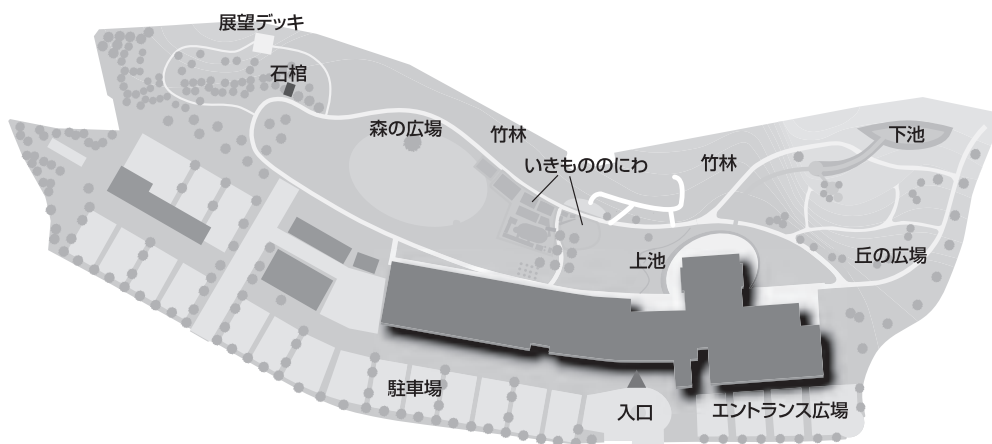 展望デッキ
石棺
森の広場
竹林
いきもののにわ
竹林
下池
上池
丘の広場
駐車場
入口
エントランス広場